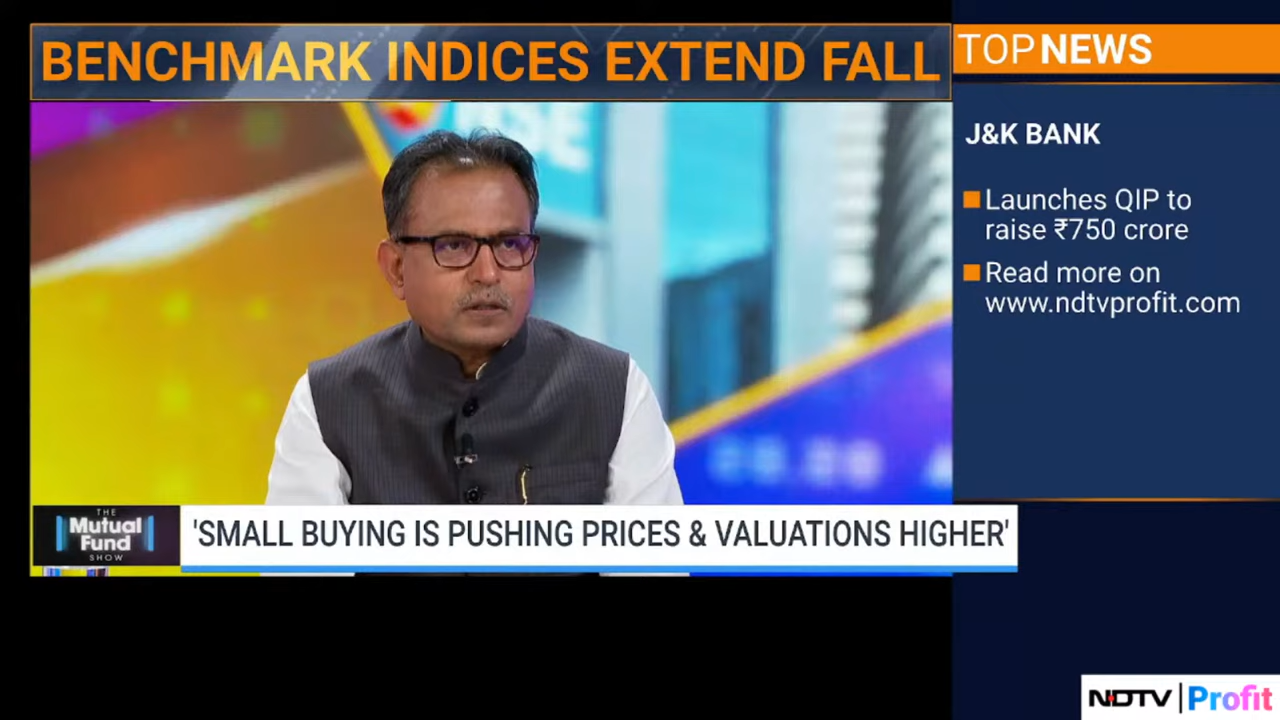 BENCHMARK INDICES EXTEND FALL
TOP NEWS
J&K BANK
Launches QIP to
raise ₹750 crore
Read more on
www.ndtvprofit.com
THE
Mutual
Fund
SHOW
'SMALL BUYING IS PUSHING PRICES & VALUATIONS HIGHER'
NDTV Profit